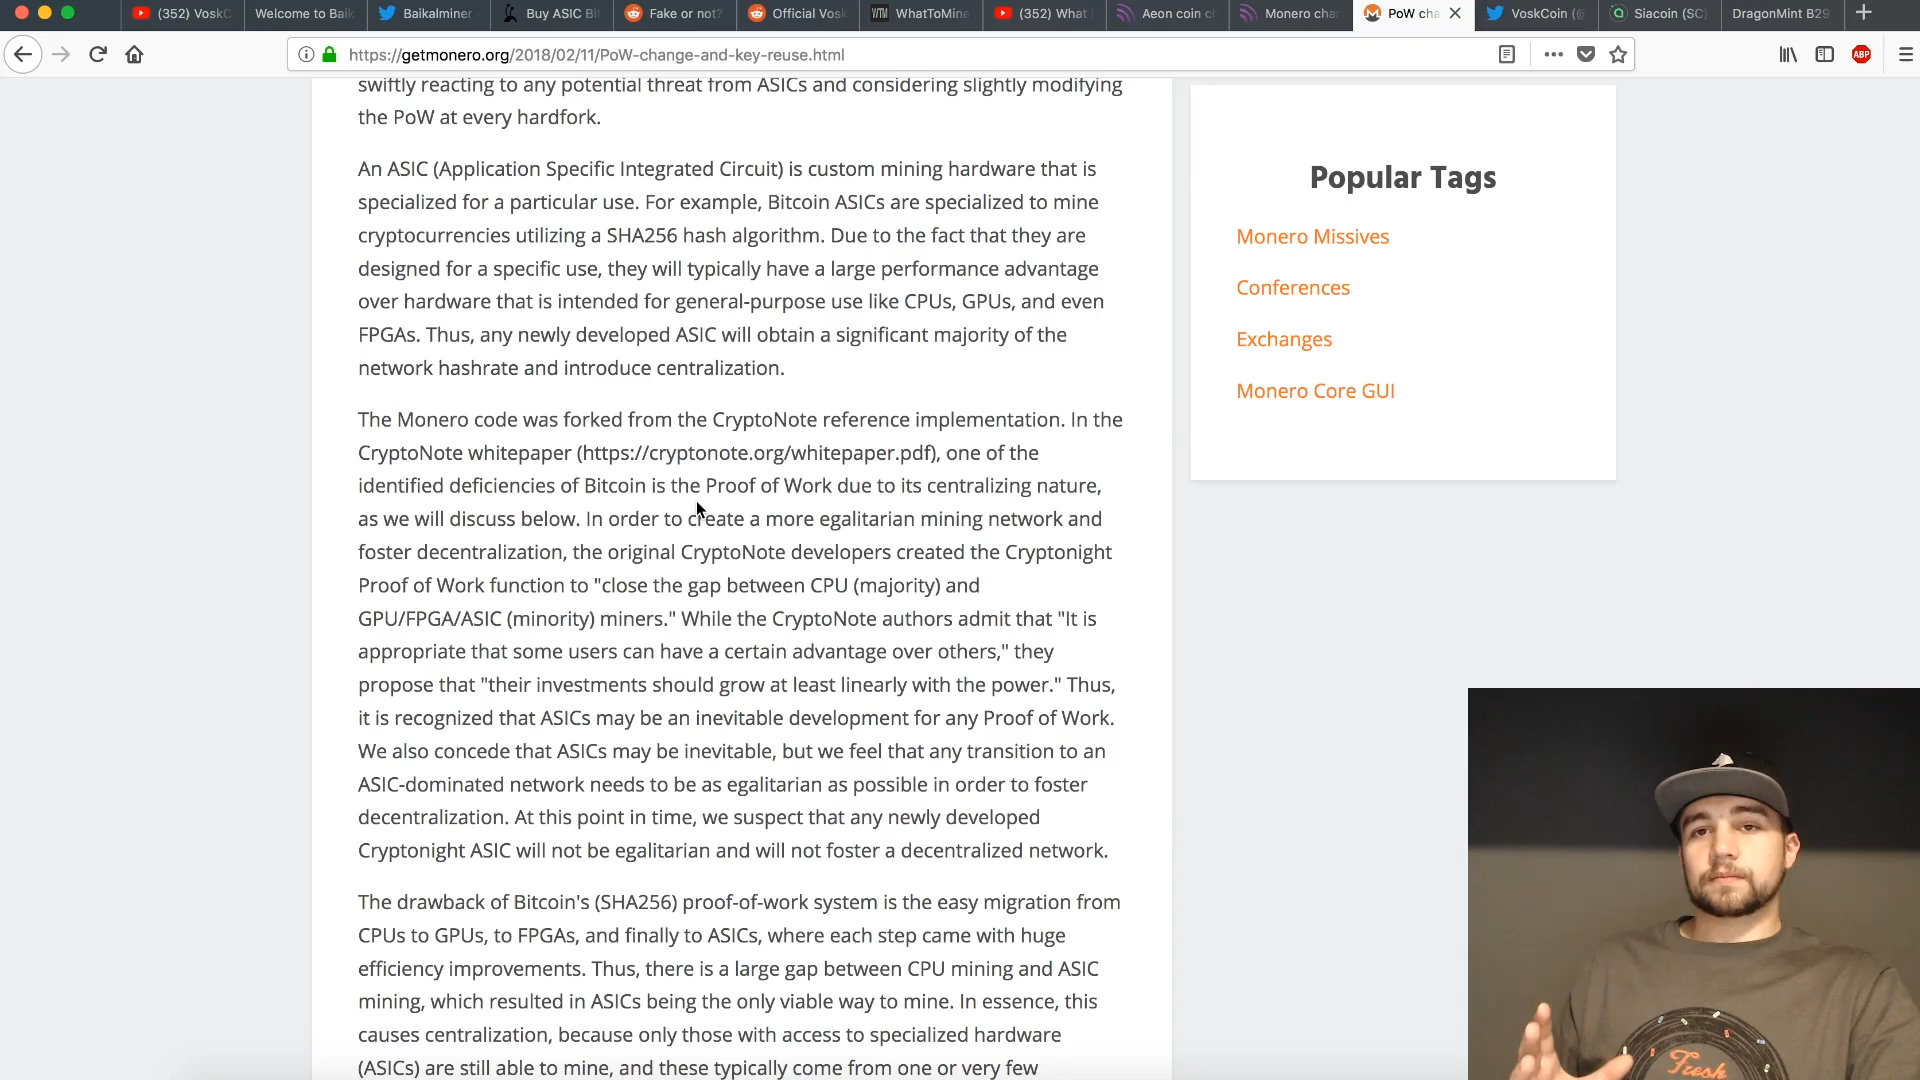 (352) VoskC
Welcome to Baik
Baikalminer
Buy ASIC Bit
Fake or not?
Official Vosk
WhatToMine
(352) What
Aeon coin c
Monero cha
PoW cha
VoskCoin (@
Siacoin (SC)
DragonMint B29
https://getmonero.org/2018/02/11/PoW-change-and-key-reuse.html
ABP
swiftly reacting to any potential threat from ASICs and considering slightly modifying
the PoW at every hardfork.
An ASIC (Application Specific Integrated Circuit) is custom mining hardware that is
specialized for a particular use. For example, Bitcoin ASICs are specialized to mine
cryptocurrencies utilizing a SHA256 hash algorithm. Due to the fact that they are
designed for a specific use, they will typically have a large performance advantage
over hardware that is intended for general-purpose use like CPUs, GPUs, and even
FPGAs. Thus, any newly developed ASIC will obtain a significant majority of the
network hashrate and introduce centralization.
The Monero code was forked from the CryptoNote reference implementation. In the
CryptoNote whitepaper (https://cryptonote.org/whitepaper.pdf), one of the
identified deficiencies of Bitcoin is the Proof of Work due to its centralizing nature,
as we will discuss below. In order to create a more egalitarian mining network and
foster decentralization, the original CryptoNote developers created the Cryptonight
Proof of Work function to "close the gap between CPU (majority) and
GPU/FPGA/ASIC (minority) miners." While the CryptoNote authors admit that "It is
appropriate that some users can have a certain advantage over others," they
propose that "their investments should grow at least linearly with the power." Thus,
it is recognized that ASICs may be an inevitable development for any Proof of Work.
We also concede that ASICs may be inevitable, but we feel that any transition to an
ASIC-dominated network needs to be as egalitarian as possible in order to foster
decentralization. At this point in time, we suspect that any newly developed
Cryptonight ASIC will not be egalitarian and will not foster a decentralized network.
The drawback of Bitcoin's (SHA256) proof-of-work system is the easy migration from
CPUs to GPUs, to FPGAs, and finally to ASICs, where each step came with huge
efficiency improvements. Thus, there is a large gap between CPU mining and ASIC
mining, which resulted in ASICs being the only viable way to mine. In essence, this
causes centralization, because only those with access to specialized hardware
(ASICs) are still able to mine, and these typically come from one or very few
Popular Tags
Monero Missives
Conferences
Exchanges
Monero Core GUI
Fresh